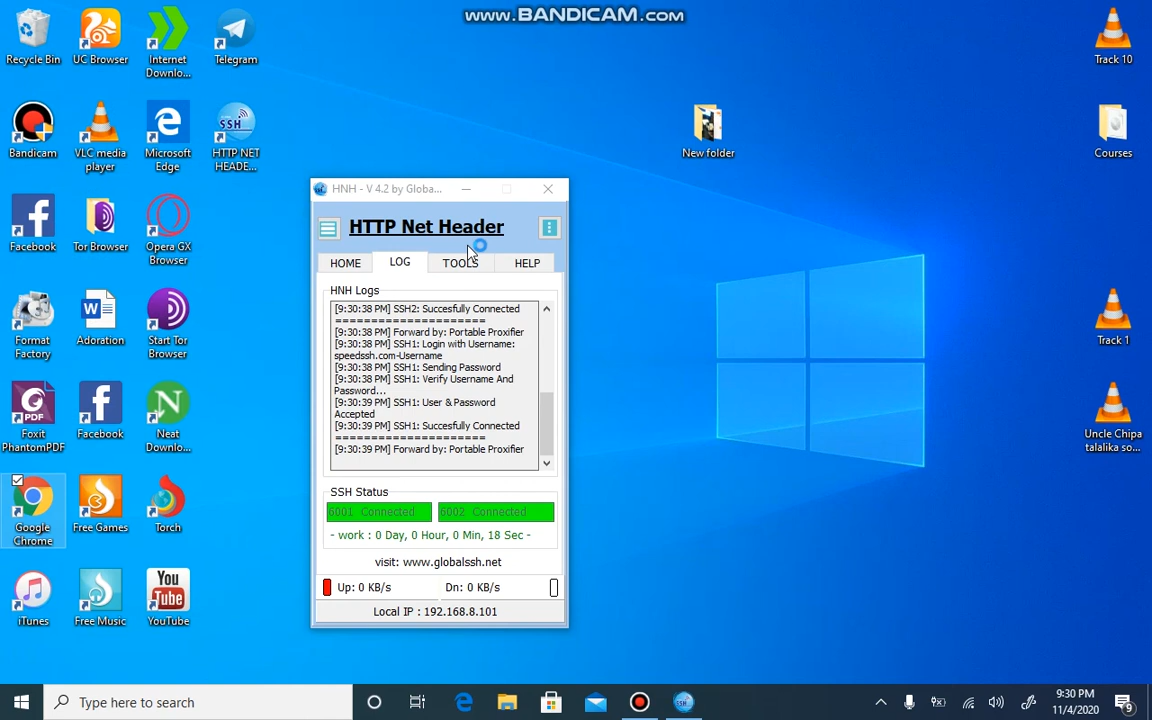 www.BANDICAM.com
Recycle Bin
UC Browser
Internet
Downlo...
Telegram
Track 10
Bandicam
VLC media
player
Microsoft
Edge
SSH
HTTP NET
HEADE...
New folder
Courses
HNH - V 4.2 by Globa...
HTTP Net Header
HOME
LOG
TOOLS
HELP
HNH Logs
[9:30:38 PM] SSH2: Succesfully Connected
=====================
[9:30:38 PM] Forward by: Portable Proxifier
[9:30:38 PM] SSH1: Login with Username:
speedssh.com-Username
[9:30:38 PM] SSH1: Sending Password
[9:30:38 PM] SSH1: Verify Username And
Password...
[9:30:39 PM] SSH1: User & Password
Accepted
[9:30:39 PM] SSH1: Succesfully Connected
=====================
[9:30:39 PM] Forward by: Portable Proxifier
SSH Status
6001 Connected
6002 Connected
- work : 0 Day, 0 Hour, 0 Min, 18 Sec -
visit: www.globalssh.net
Up: 0 KB/s
Dn: 0 KB/s
Local IP : 192.168.8.101
Facebook
Tor Browser
Opera GX
Browser
Format
Factory
Adoration
Start Tor
Browser
Track 1
PDF
Foxit
PhantomPDF
Facebook
Neat
Downlo...
Uncle Chipa
talalika so...
Google
Chrome
Free Games
Torch
iTunes
Free Music
You
Tube
YouTube
Type here to search
SSH
9:30 PM
11/4/2020
9